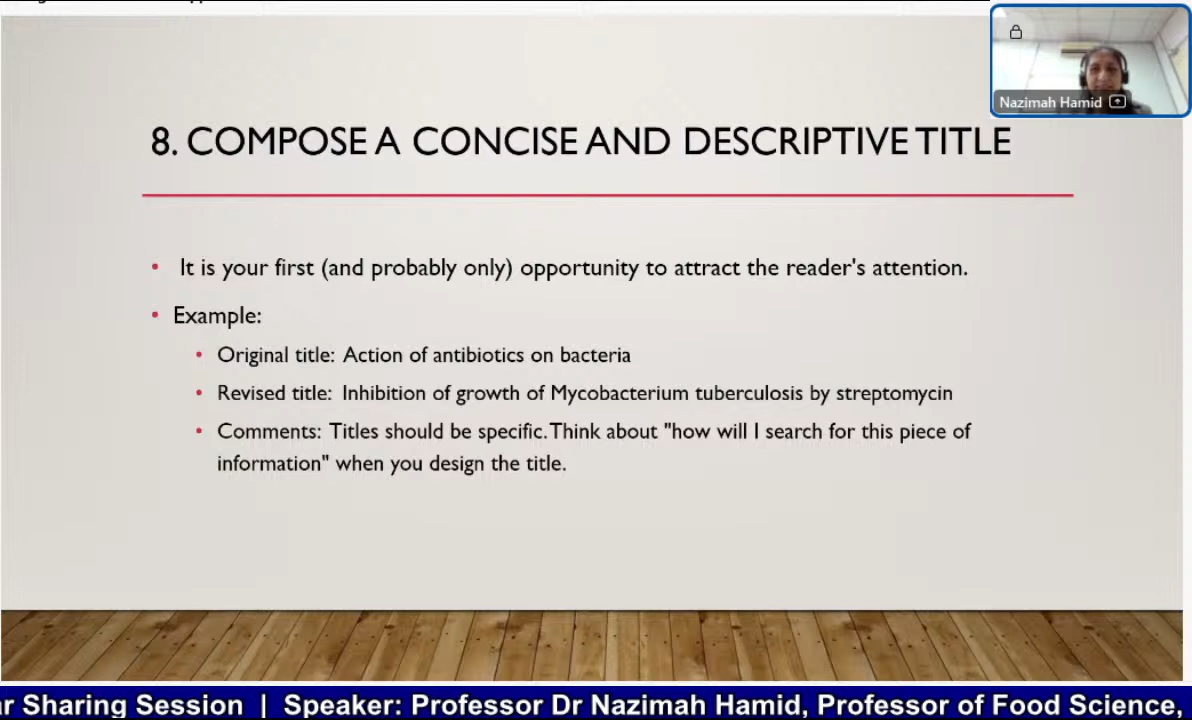 Nazimah Hamid
8. COMPOSE A CONCISE AND DESCRIPTIVE TITLE
• It is your first (and probably only) opportunity to attract the reader's attention.
• Example:
• Original title: Action of antibiotics on bacteria
• Revised title: Inhibition of growth of Mycobacterium tuberculosis by streptomycin
• Comments: Titles should be specific. Think about "how will I search for this piece of
information" when you design the title.
ar Sharing Session | Speaker: Professor Dr Nazimah Hamid, Professor of Food Science,